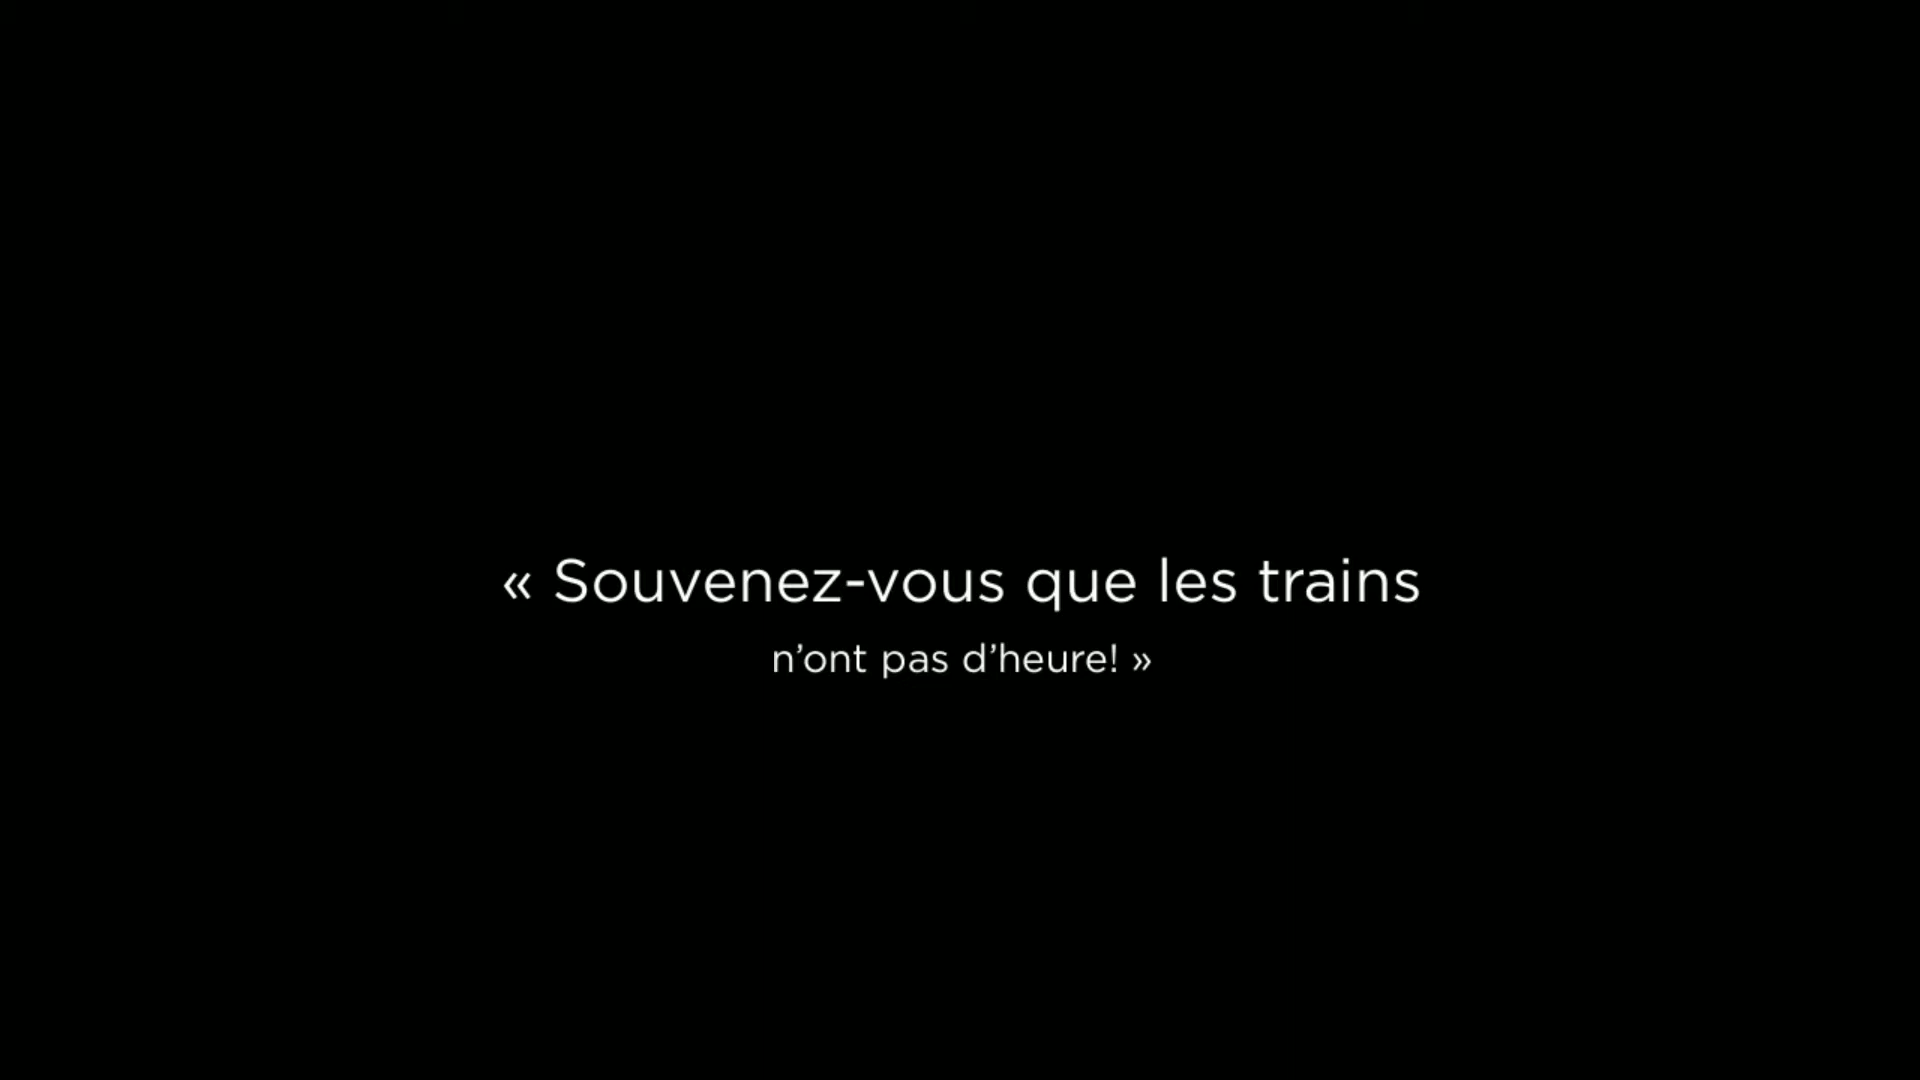 « Souvenez-vous que les trains
n’ont pas d’heure! »